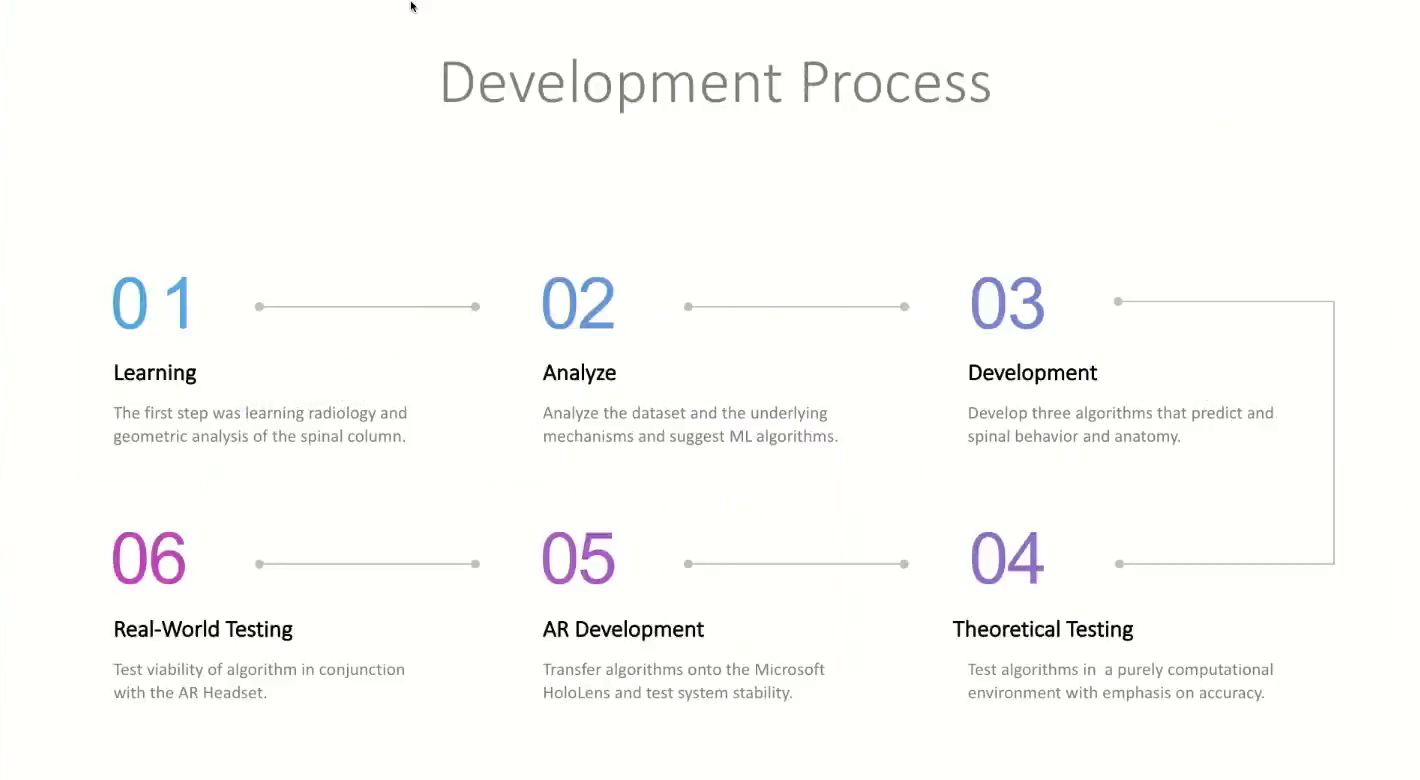 Development Process
01
Learning
The first step was learning radiology and
geometric analysis of the spinal column.
02
Analyze
Analyze the dataset and the underlying
mechanisms and suggest ML algorithms.
03
Development
Develop three algorithms that predict and
spinal behavior and anatomy.
04
Theoretical Testing
Test algorithms in a purely computational
environment with emphasis on accuracy.
05
AR Development
Transfer algorithms onto the Microsoft
HoloLens and test system stability.
06
Real-World Testing
Test viability of algorithm in conjunction
with the AR Headset.